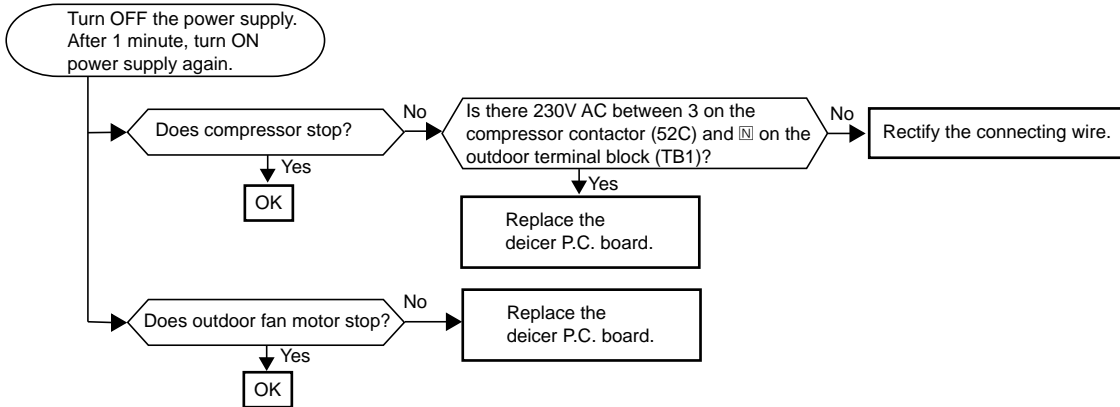 Turn OFF the power supply.
After 1 minute, turn ON
power supply again.
Does compressor stop?
No
Is there 230V AC between 3 on the
compressor contactor (52C) and N on the
outdoor terminal block (TB1)?
No
Rectify the connecting wire.
Yes
OK
Yes
Replace the
deicer P.C. board.
Does outdoor fan motor stop?
No
Replace the
deicer P.C. board.
Yes
OK